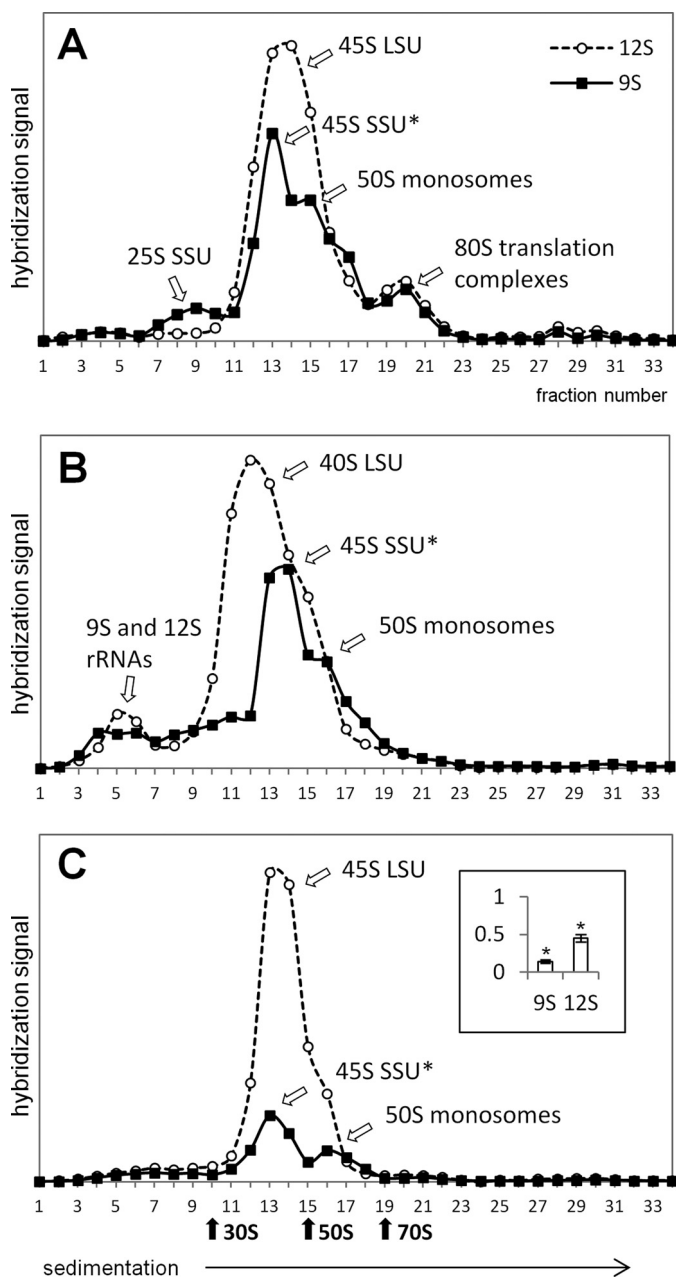 A
45S LSU
12S
9S
45S SSU*
50S monosomes
25S SSU
80S translation
complexes
hybridization signal
1 3 5 7 9 11 13 15 17 19 21 23 25 27 29 31 33
fraction number
B
40S LSU
45S SSU*
9S and 12S
rRNAs
50S monosomes
hybridization signal
1 3 5 7 9 11 13 15 17 19 21 23 25 27 29 31 33
C
45S LSU
1
0.5
0
* *
9S 12S
45S SSU*
50S monosomes
hybridization signal
1 3 5 7 9 11 13 15 17 19 21 23 25 27 29 31 33
30S 50S 70S
sedimentation